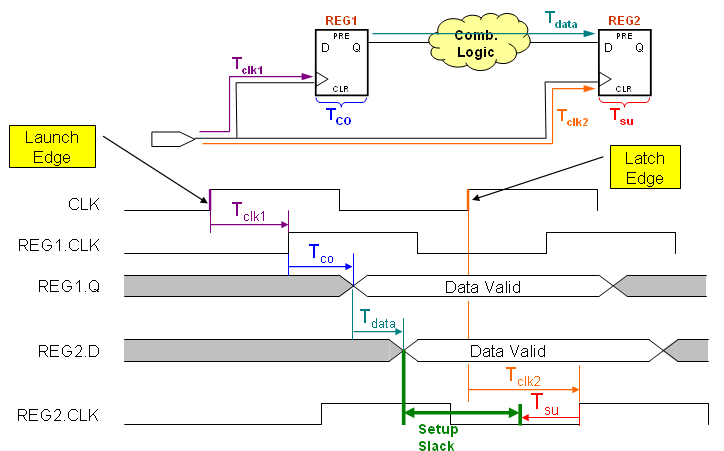 REG1
REG2
PRE
D
Q
CLR
Comb.
Logic
Tdata
PRE
D
Q
CLR
Tclk1
Tco
Tclk2
Tsu
Launch
Edge
Latch
Edge
CLK
Tclk1
REG1.CLK
Tco
REG1.Q
Data Valid
Tdata
REG2.D
Data Valid
Tclk2
Tsu
REG2.CLK
Setup
Slack